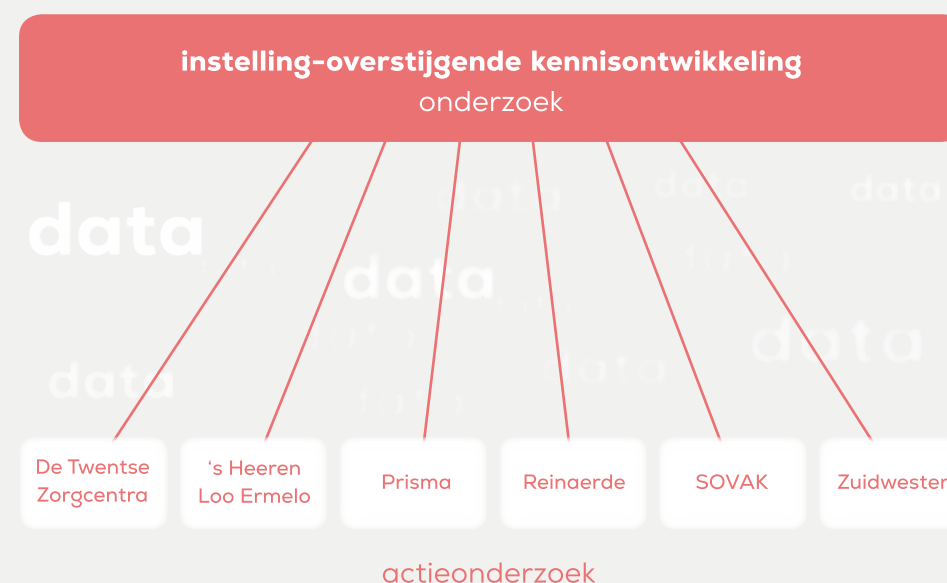 instelling-overstijgende kennisontwikkeling
onderzoek
data
data
data
data
data
data
data
data
De Twentse
Zorgcentra
's Heeren
Loo Ermelo
Prisma
Reinaerde
SOVAK
Zuidwester
actieonderzoek